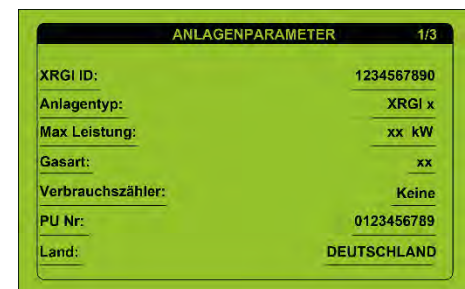 ANLAGENPARAMETER 1/3
XRGI ID: 1234567890
Anlagentyp: XRGI x
Max Leistung: xx kW
Gasart: xx
Verbrauchszähler: Keine
PU Nr: 0123456789
Land: DEUTSCHLAND